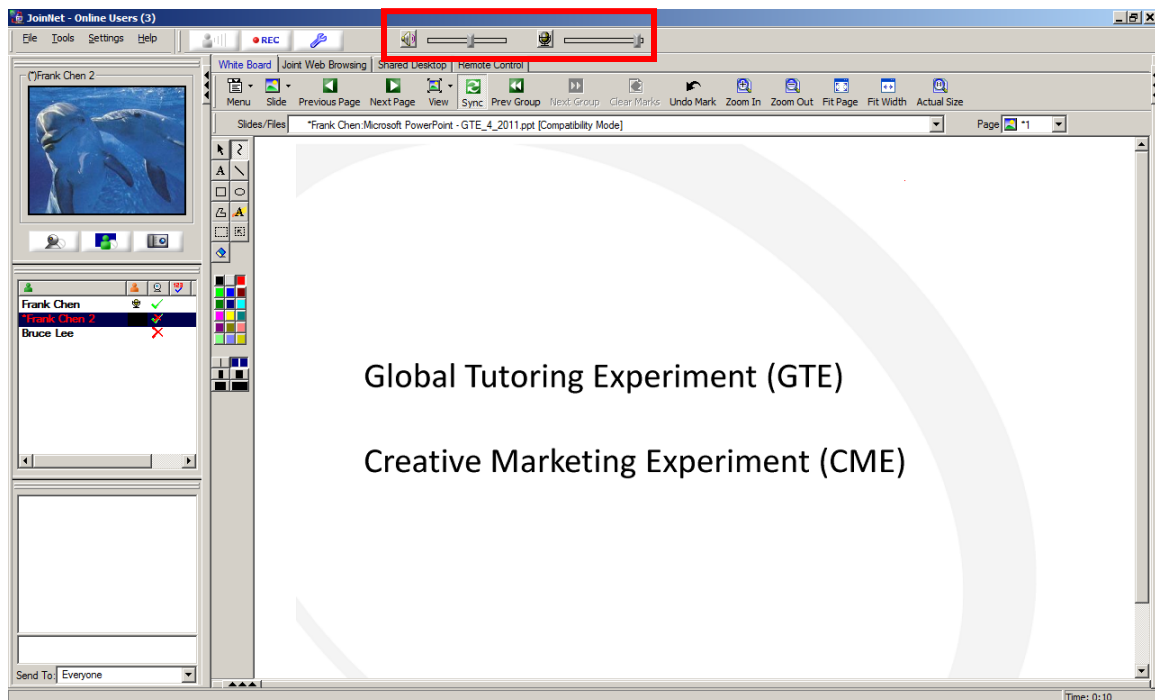 JoinNet - Online Users (3)
File Tools Settings Help
REC
(*)Frank Chen 2
White Board Joint Web Browsing Shared Desktop Remote Control
Menu Slide Previous Page Next Page View Sync Prev Group Next Group Clear Marks Undo Mark Zoom In Zoom Out Fit Page Fit Width Actual Size
Slides/Files *Frank Chen:Microsoft PowerPoint - GTE_4_2011.ppt [Compatibility Mode] Page *1
Frank Chen
*Frank Chen 2
Bruce Lee
Global Tutoring Experiment (GTE)
Creative Marketing Experiment (CME)
Send To: Everyone
Time: 0:10